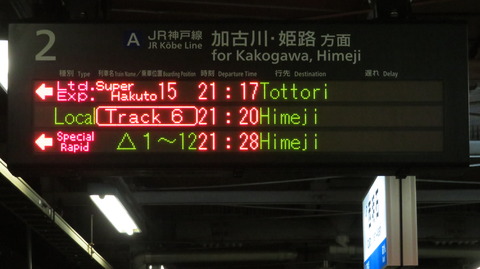 2 A JR神戸線 加古川・姫路 方面
JR Kōbe Line for Kakogawa, Himeji
種別 Type 列車名 Train Name / 乗車位置 Boarding Position 時刻 Departure Time 行先 Destination 遅れ Delay
Ltd. Exp. Super Hakuto 15 21:17 Tottori
Local Track 6 21:20 Himeji
Special Rapid △1〜12 21:28 Himeji